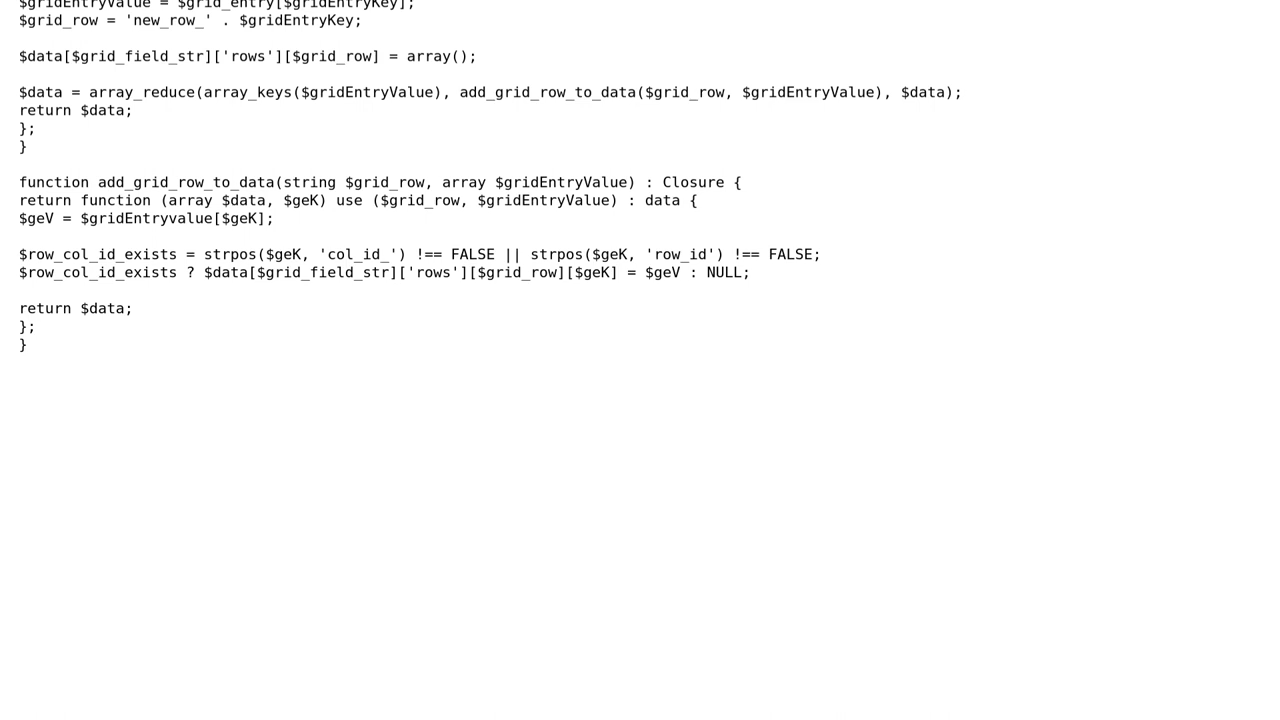 $gridEntryValue = $grid_entry[$gridEntryKey];
$grid_row = 'new_row_' . $gridEntryKey;
$data[$grid_field_str]['rows'][$grid_row] = array();
$data = array_reduce(array_keys($gridEntryValue), add_grid_row_to_data($grid_row, $gridEntryValue), $data);
return $data;
};
}
function add_grid_row_to_data(string $grid_row, array $gridEntryValue) : Closure {
return function (array $data, $geK) use ($grid_row, $gridEntryValue) : data {
$geV = $gridEntryvalue[$geK];
$row_col_id_exists = strpos($geK, 'col_id_') !== FALSE || strpos($geK, 'row_id') !== FALSE;
$row_col_id_exists ? $data[$grid_field_str]['rows'][$grid_row][$geK] = $geV : NULL;
return $data;
};
}